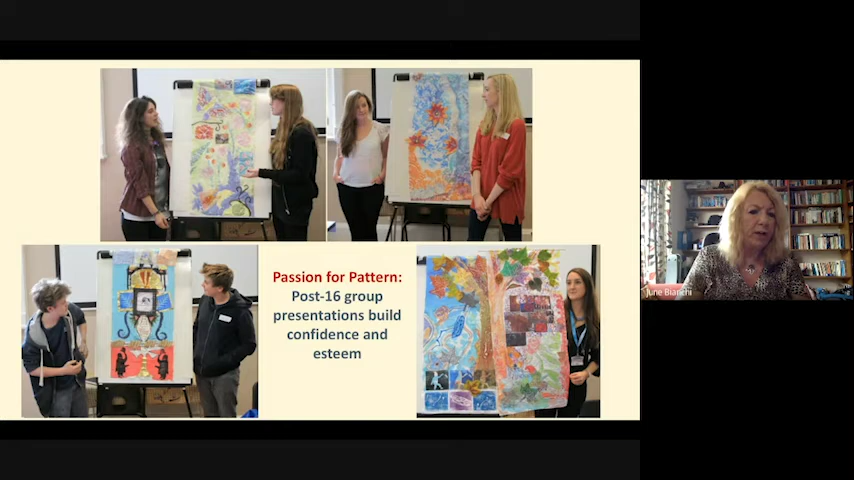 Passion for Pattern:
Post-16 group
presentations build
confidence and
esteem
June Bianchi